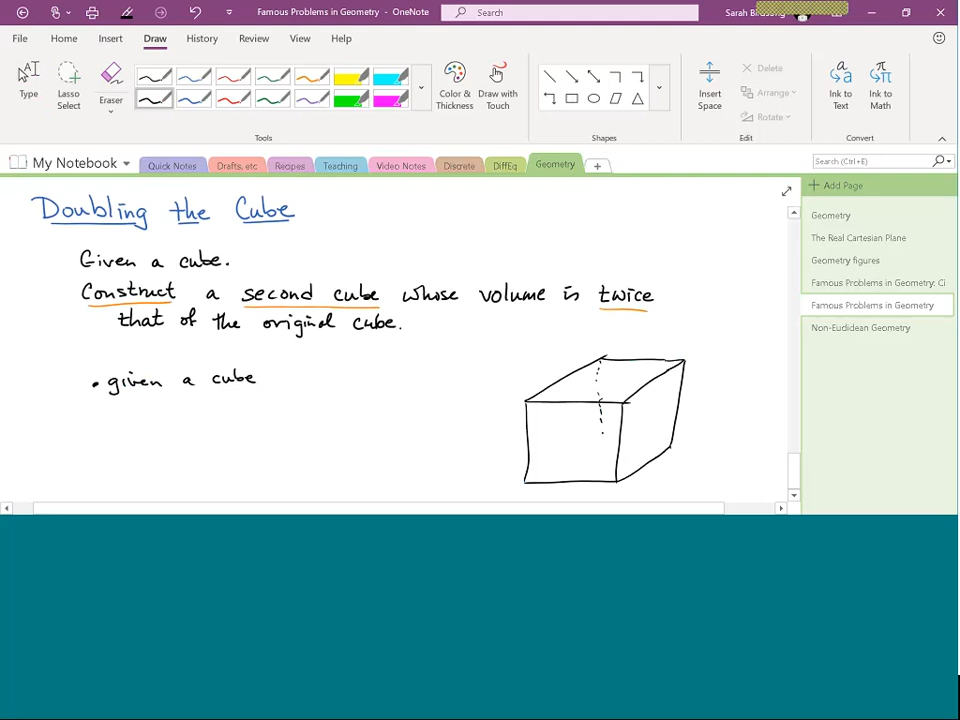 Famous Problems in Geometry - OneNote
Search
File
Home
Insert
Draw
History
Review
View
Help
Type
Lasso
Select
Eraser
Color &
Thickness
Draw with
Touch
Insert
Space
Delete
Arrange
Rotate
Ink to
Text
Ink to
Math
Tools
Shapes
Edit
Convert
My Notebook
Quick Notes
Drafts, etc
Recipes
Teaching
Video Notes
Discrete
DiffEq
Geometry
Search (Ctrl+E)
Doubling the Cube
Given a cube.
Construct a second cube whose volume is twice
that of the original cube.
• given a cube
Add Page
Geometry
The Real Cartesian Plane
Geometry figures
Famous Problems in Geometry: Ci
Famous Problems in Geometry
Non-Euclidean Geometry